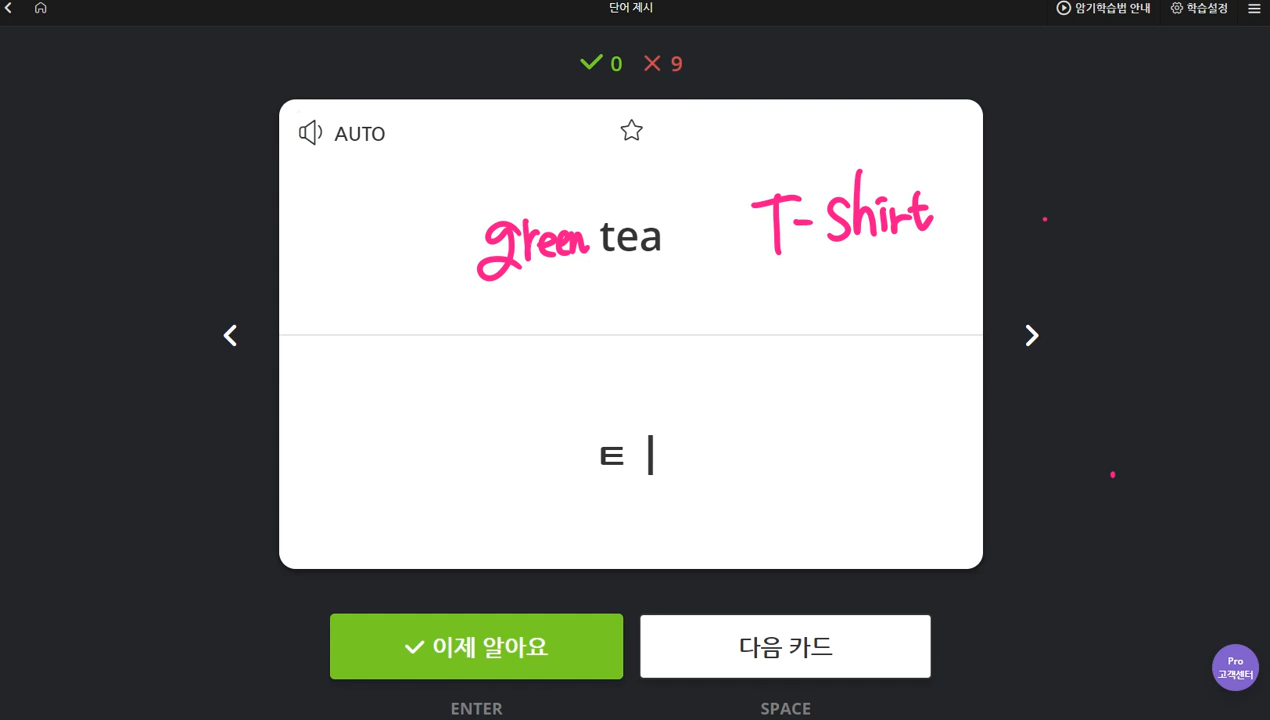 단어 제시
암기학습법 안내
학습설정
0 9
AUTO
green tea
T-shirt
ㅌㅣ
이제 알아요
다음 카드
ENTER
SPACE
Pro
고객센터